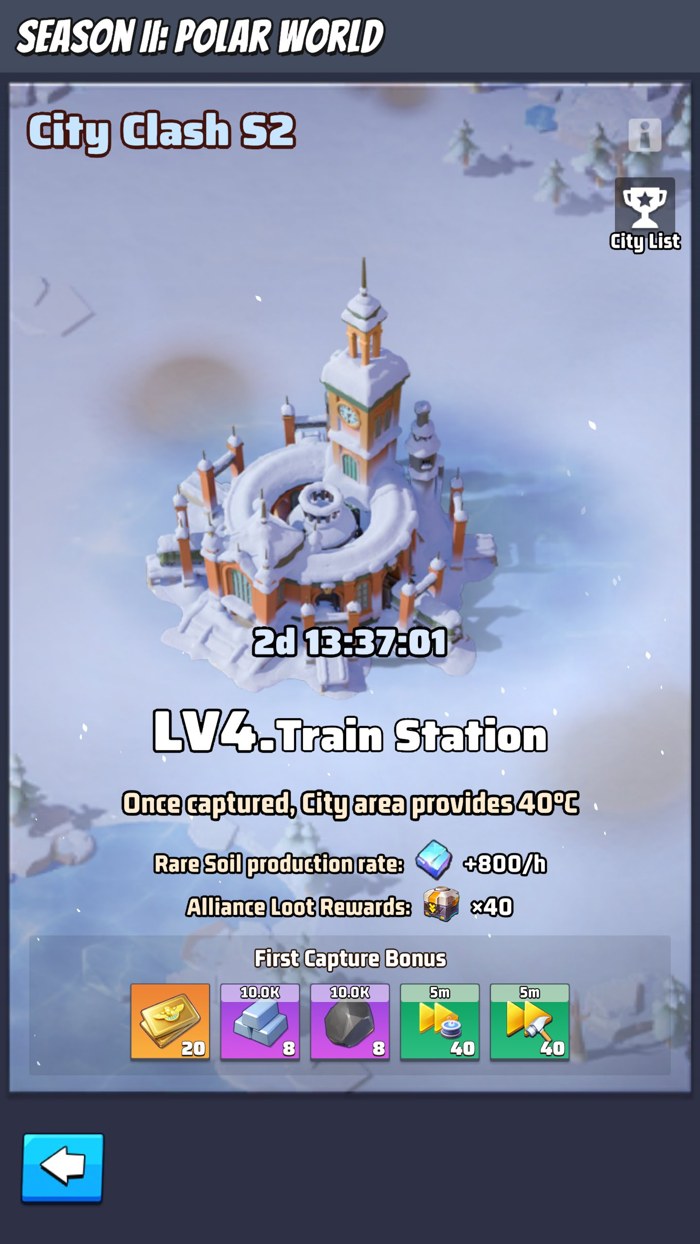 SEASON II: POLAR WORLD
City Clash S2
City List
2d 13:37:01
LV4.Train Station
Once captured, City area provides 40°C
Rare Soil production rate: +800/h
Alliance Loot Rewards: ×40
First Capture Bonus
10.0K 10.0K 5m 5m
20 8 8 40 40